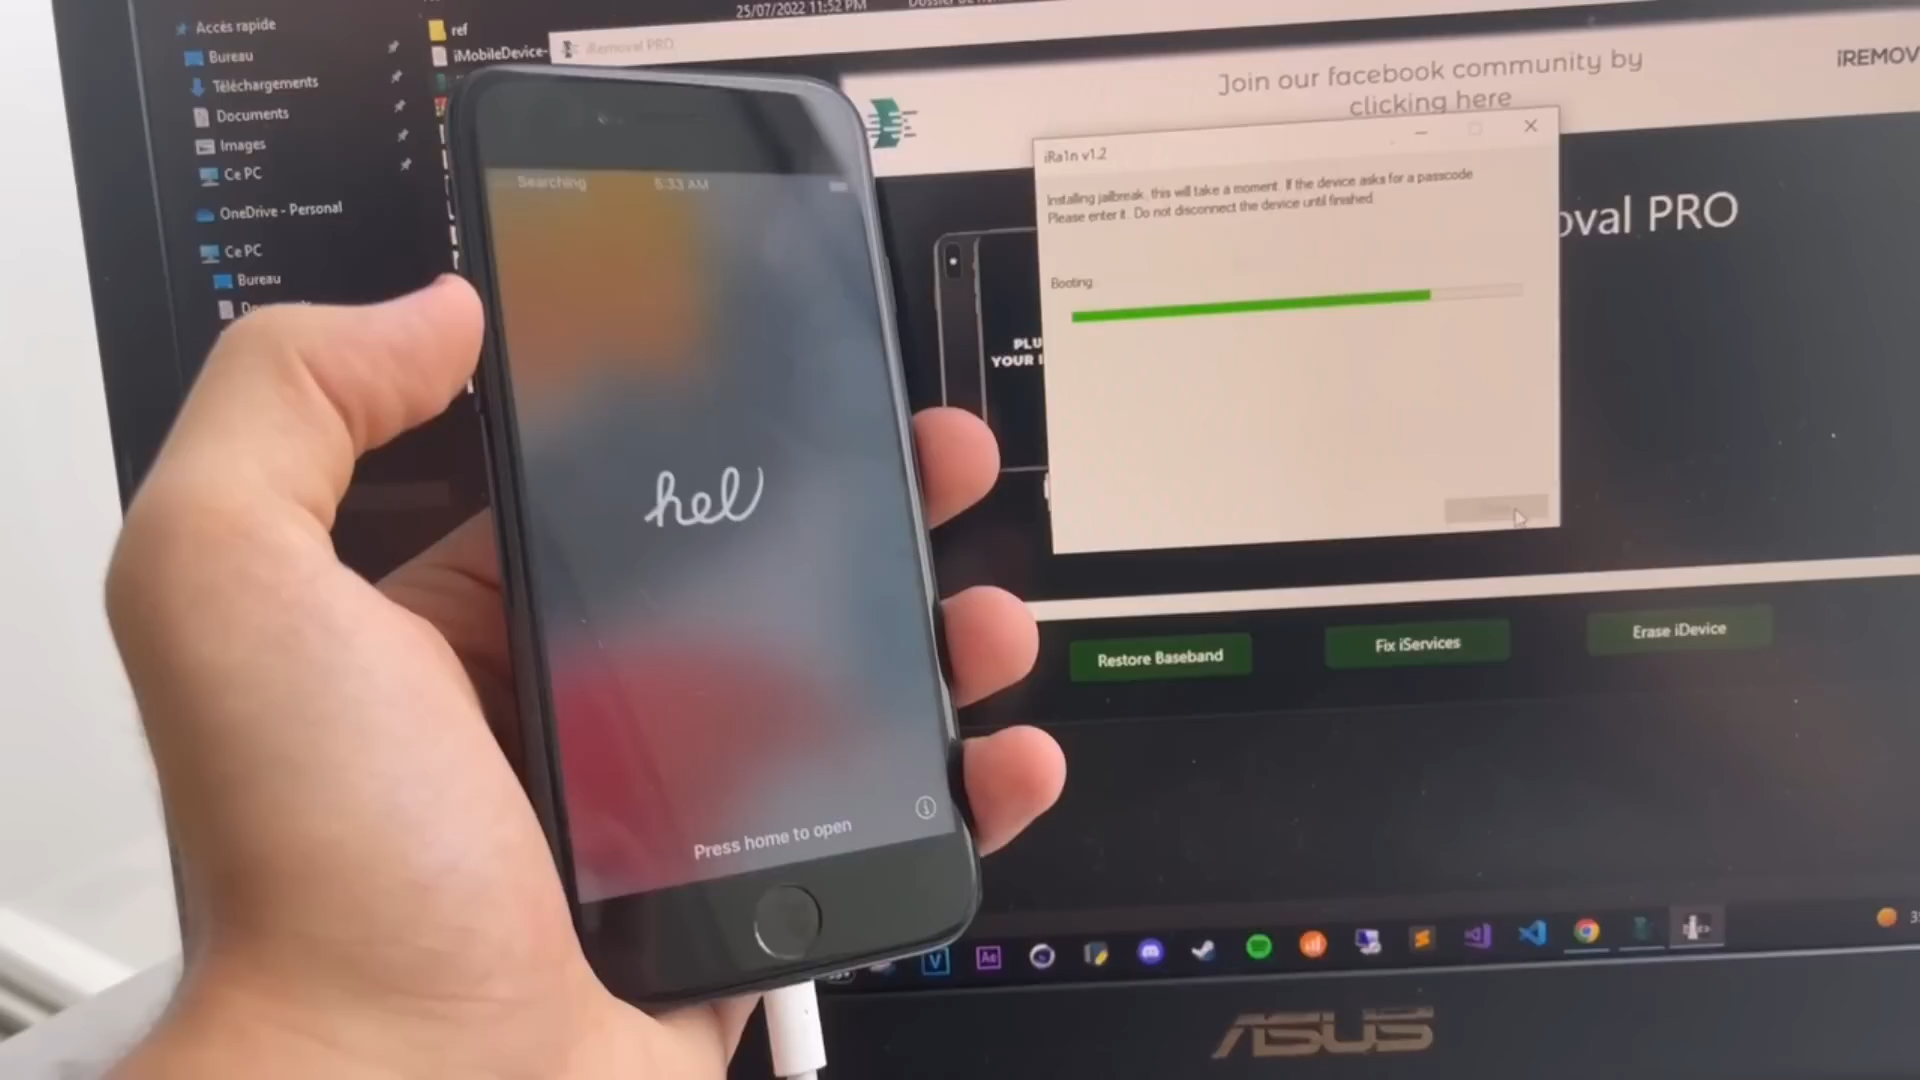 25/07/2022 11:52 PM
Accès rapide
Bureau
Téléchargements
Documents
Images
Ce PC
OneDrive - Personal
Ce PC
Bureau
ref
iMobileDevice-
iRemoval PRO
Join our facebook community by
clicking here
iREMOV
iRa1n v1.2
Installing jailbreak, this will take a moment. If the device asks for a passcode
Please enter it. Do not disconnect the device until finished.
Booting
oval PRO
PLU
YOUR
Searching
5:33 AM
hel
Press home to open
Restore Baseband
Fix iServices
Erase iDevice
V
Ae
ASUS